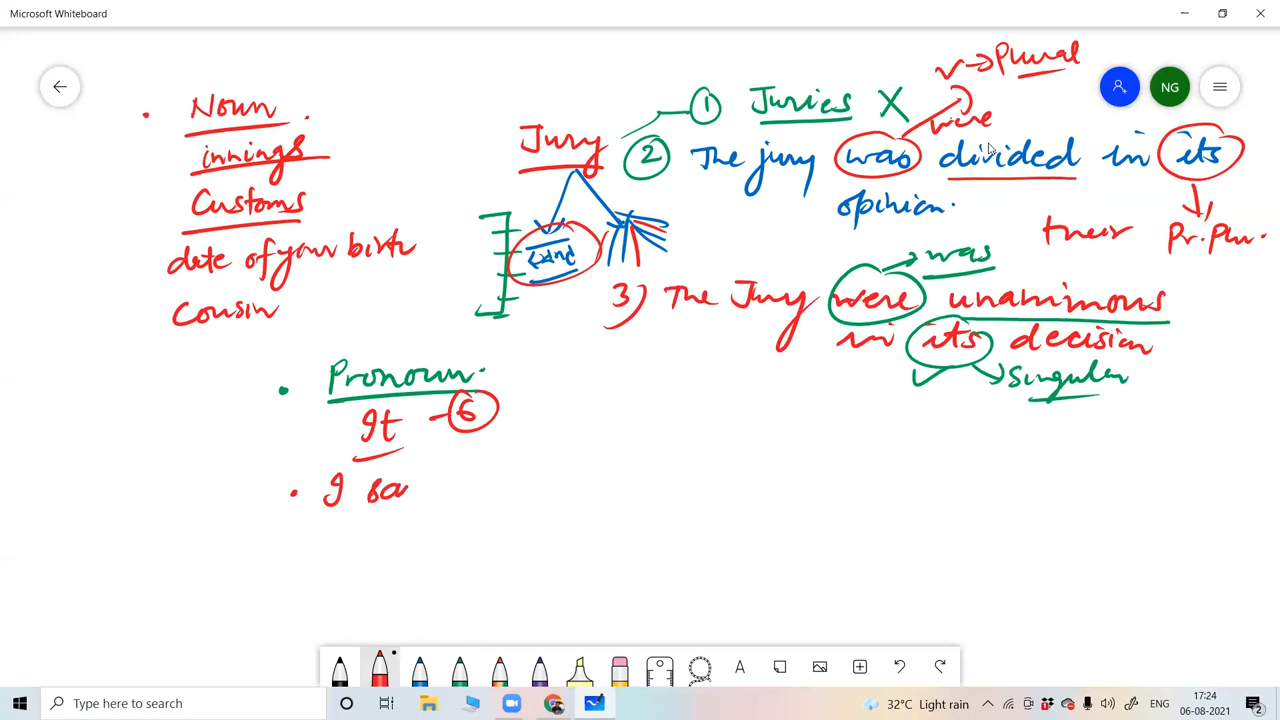 Microsoft Whiteboard
NG
Noun.
innings
Customs
date of your birth
cousin
Jury
1 Juries X
→ Plural
were
2 The jury was divided in its
opinion.
their Pr. Plu.
→ was
3) The Jury were unanimous
in its decision
→ Singular
Pronoun.
It - 6
I sa
A
Type here to search
32°C Light rain
ENG
17:24
06-08-2021
2